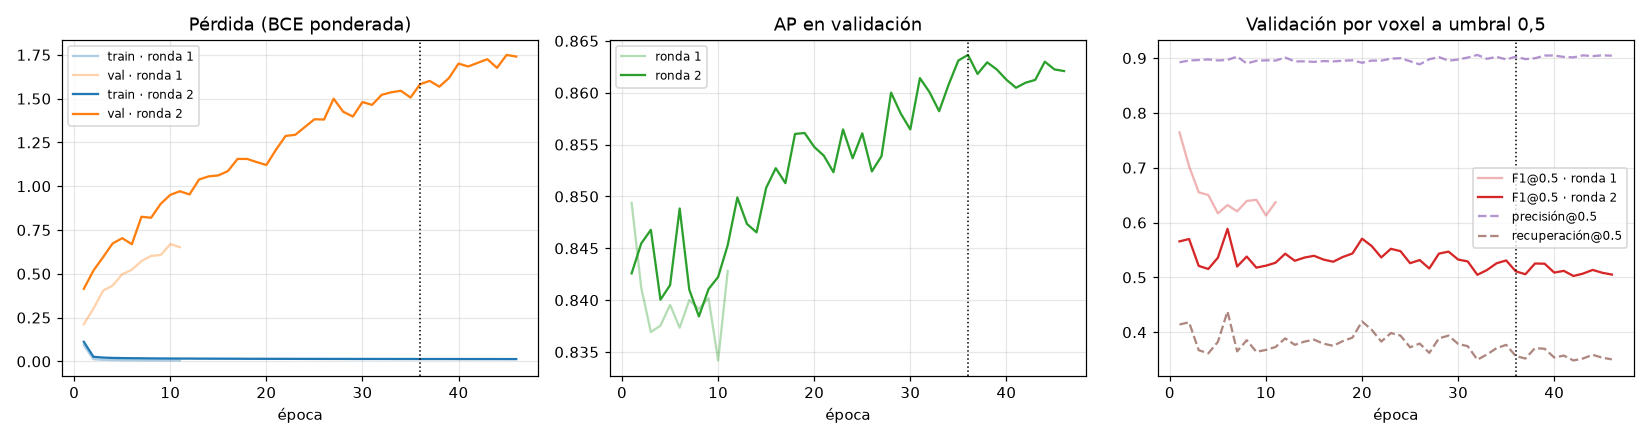 Pérdida (BCE ponderada)
1.75
1.50
1.25
1.00
0.75
0.50
0.25
0.00
train · ronda 1
val · ronda 1
train · ronda 2
val · ronda 2
0 10 20 30 40
época
AP en validación
0.865
0.860
0.855
0.850
0.845
0.840
0.835
ronda 1
ronda 2
0 10 20 30 40
época
Validación por voxel a umbral 0,5
0.9
0.8
0.7
0.6
0.5
0.4
F1@0.5 · ronda 1
F1@0.5 · ronda 2
precisión@0.5
recuperación@0.5
0 10 20 30 40
época